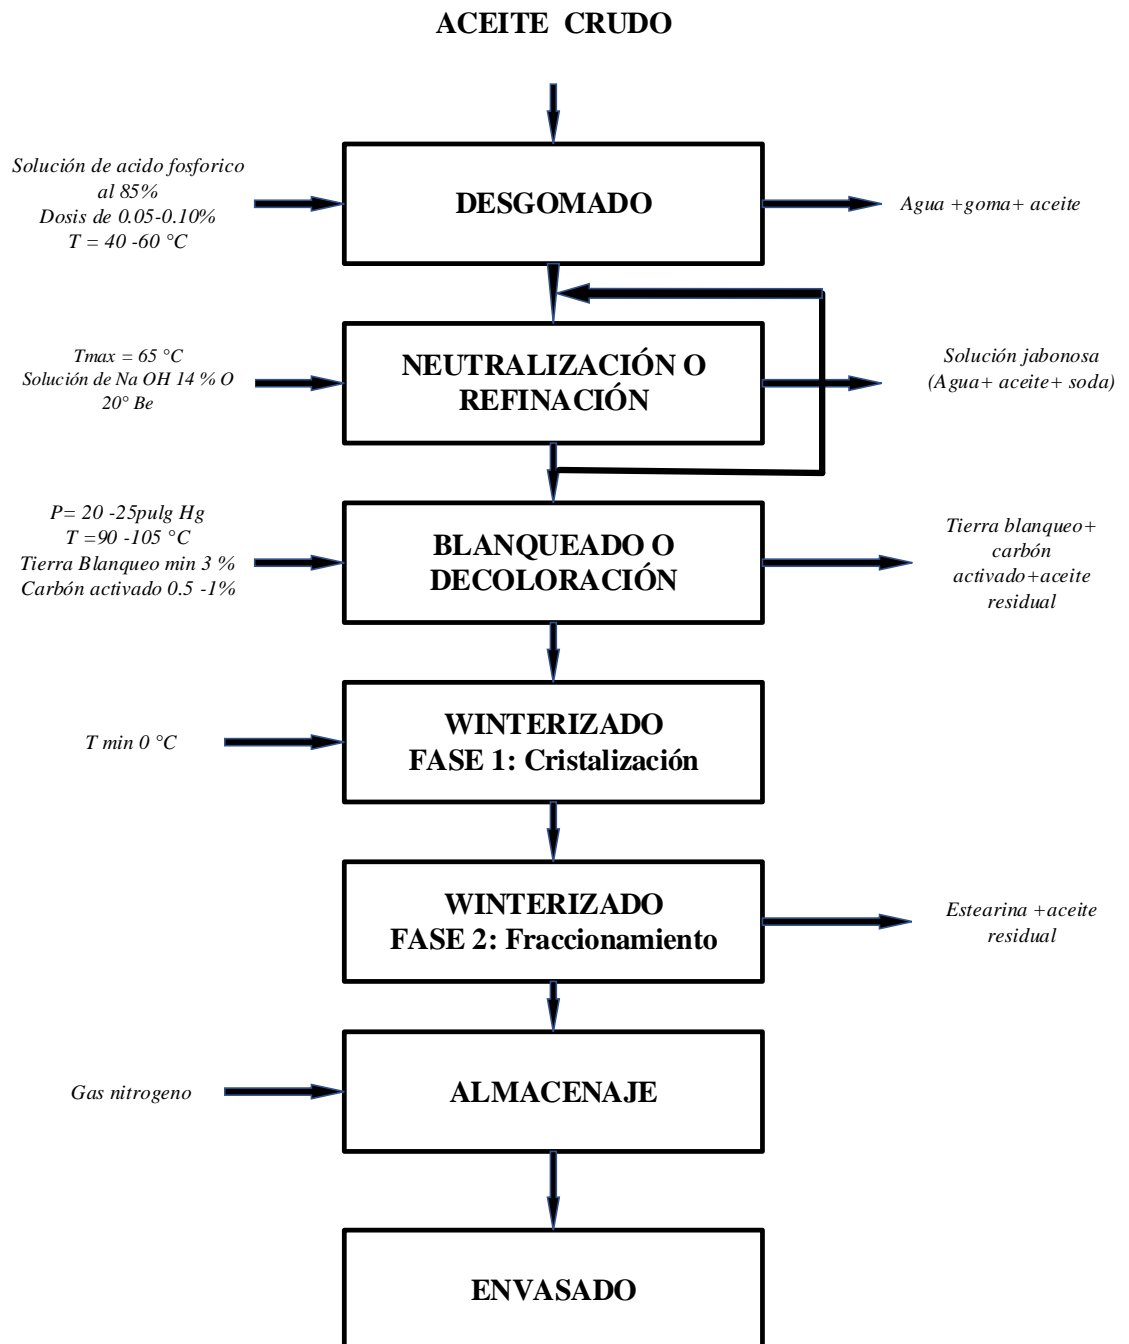 ACEITE CRUDO
Solución de acido fosforico
al 85%
Dosis de 0.05-0.10%
T = 40 -60 °C
DESGOMADO
Agua +goma+ aceite
Tmax = 65 °C
Solución de Na OH 14 % O
20° Be
NEUTRALIZACIÓN O
REFINACIÓN
Solución jabonosa
(Agua+ aceite+ soda)
P= 20 -25pulg Hg
T =90 -105 °C
Tierra Blanqueo min 3 %
Carbón activado 0.5 -1%
BLANQUEADO O
DECOLORACIÓN
Tierra blanqueo+
carbón
activado+aceite
residual
T min 0 °C
WINTERIZADO
FASE 1: Cristalización
WINTERIZADO
FASE 2: Fraccionamiento
Estearina +aceite
residual
Gas nitrogeno
ALMACENAJE
ENVASADO